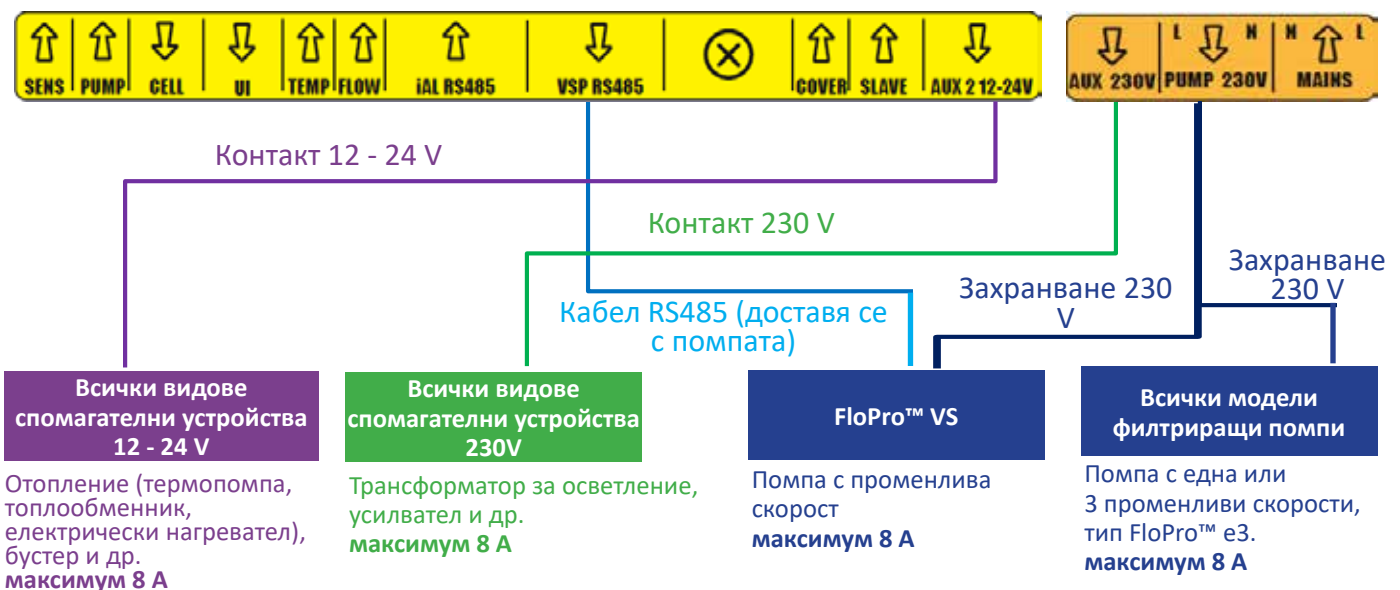 SENS PUMP CELL UI TEMP FLOW iAL RS485 VSP RS485 COVER SLAVE AUX 2 12-24V
L N N L
AUX 230V PUMP 230V MAINS
Контакт 12 - 24 V
Контакт 230 V
Кабел RS485 (доставя се
с помпата)
Захранване 230
V
Захранване
230 V
Всички видове
спомагателни устройства
12 - 24 V
Отопление (термопомпа,
топлообменник,
електрически нагревател),
бустер и др.
максимум 8 A
Всички видове
спомагателни устройства
230V
Трансформатор за осветление,
усилвател и др.
максимум 8 A
FloPro™ VS
Помпа с променлива
скорост
максимум 8 A
Всички модели
филтриращи помпи
Помпа с една или
3 променливи скорости,
тип FloPro™ e3.
максимум 8 A